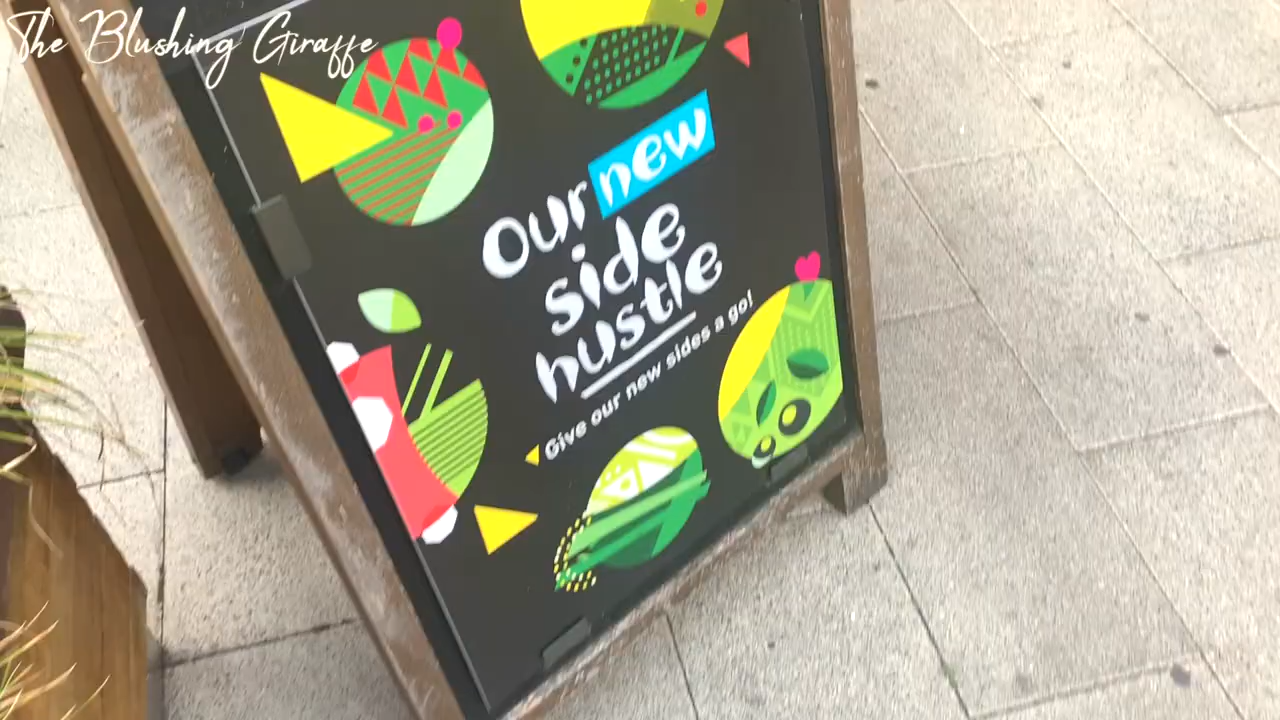 The Blushing Giraffe
Our new
side
hustle
Give our new sides a go!